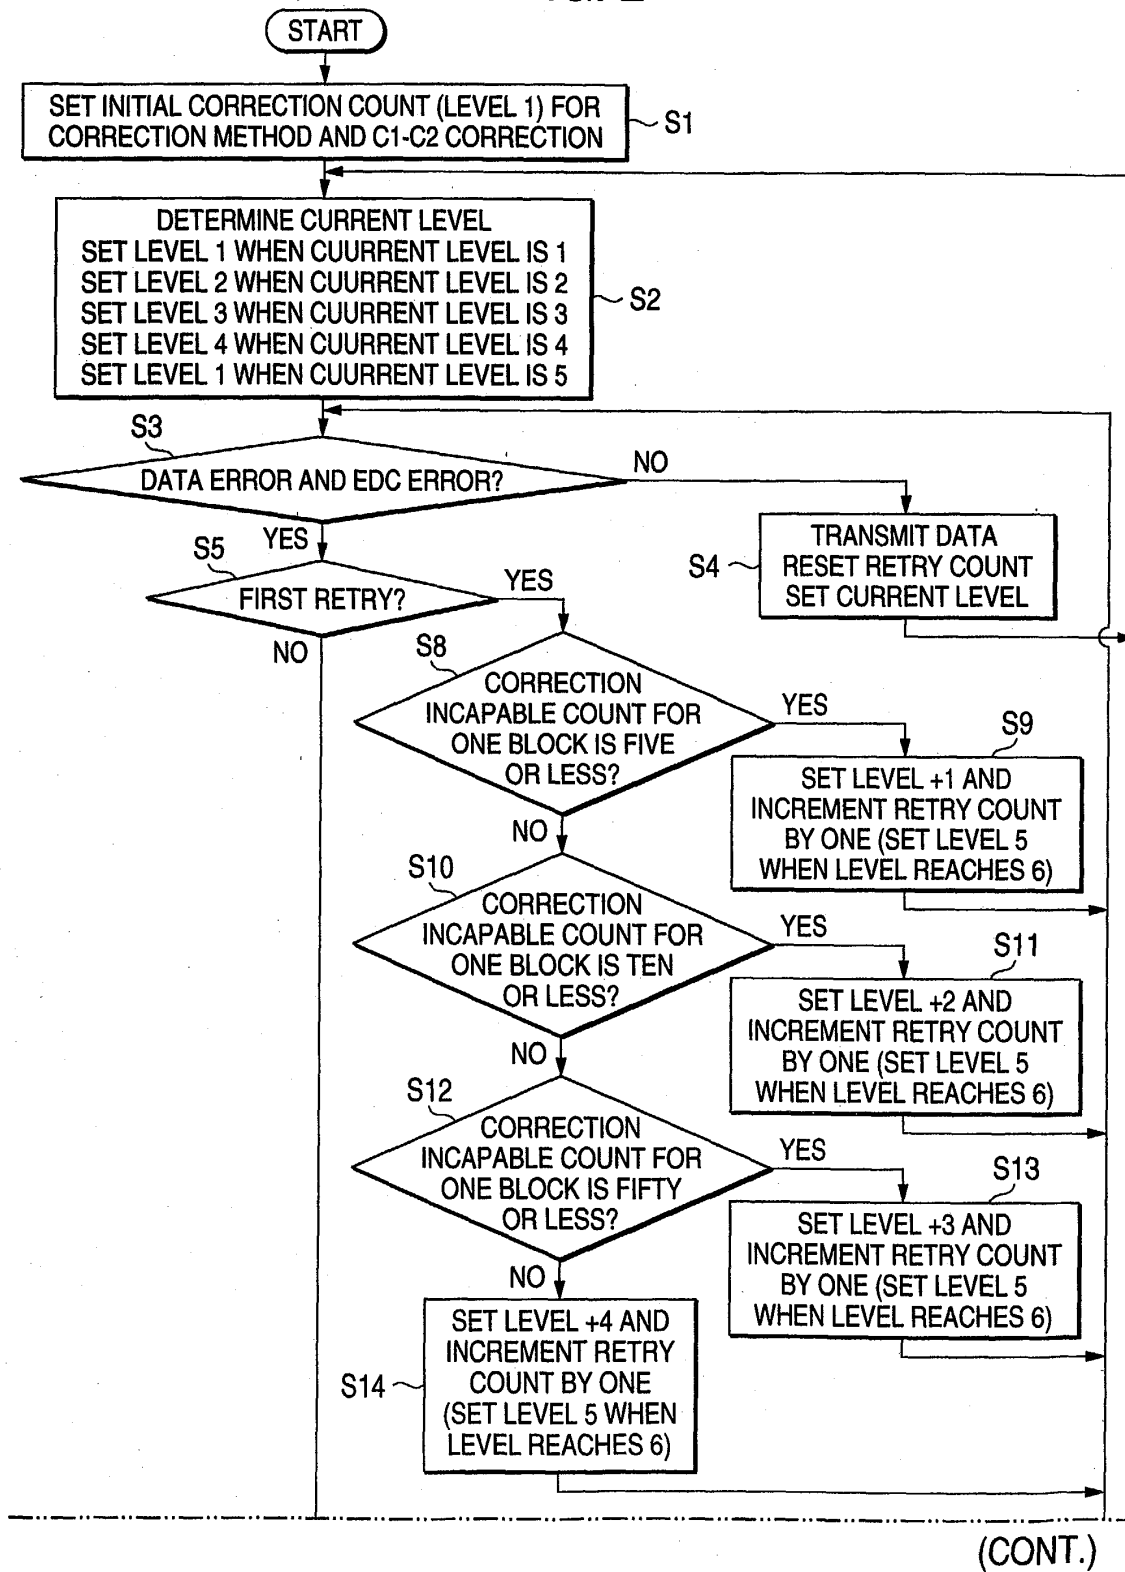 START
SET INITIAL CORRECTION COUNT (LEVEL 1) FOR
CORRECTION METHOD AND C1-C2 CORRECTION
S1
DETERMINE CURRENT LEVEL
SET LEVEL 1 WHEN CUURRENT LEVEL IS 1
SET LEVEL 2 WHEN CUURRENT LEVEL IS 2
SET LEVEL 3 WHEN CUURRENT LEVEL IS 3
SET LEVEL 4 WHEN CUURRENT LEVEL IS 4
SET LEVEL 1 WHEN CUURRENT LEVEL IS 5
S2
S3
DATA ERROR AND EDC ERROR?
NO
YES
TRANSMIT DATA
RESET RETRY COUNT
SET CURRENT LEVEL
S4
S5
FIRST RETRY?
YES
NO
S8
CORRECTION
INCAPABLE COUNT FOR
ONE BLOCK IS FIVE
OR LESS?
YES
NO
S9
SET LEVEL +1 AND
INCREMENT RETRY COUNT
BY ONE (SET LEVEL 5
WHEN LEVEL REACHES 6)
S10
CORRECTION
INCAPABLE COUNT FOR
ONE BLOCK IS TEN
OR LESS?
YES
NO
S11
SET LEVEL +2 AND
INCREMENT RETRY COUNT
BY ONE (SET LEVEL 5
WHEN LEVEL REACHES 6)
S12
CORRECTION
INCAPABLE COUNT FOR
ONE BLOCK IS FIFTY
OR LESS?
YES
NO
S13
SET LEVEL +3 AND
INCREMENT RETRY COUNT
BY ONE (SET LEVEL 5
WHEN LEVEL REACHES 6)
S14
SET LEVEL +4 AND
INCREMENT RETRY
COUNT BY ONE
(SET LEVEL 5 WHEN
LEVEL REACHES 6)
(CONT.)